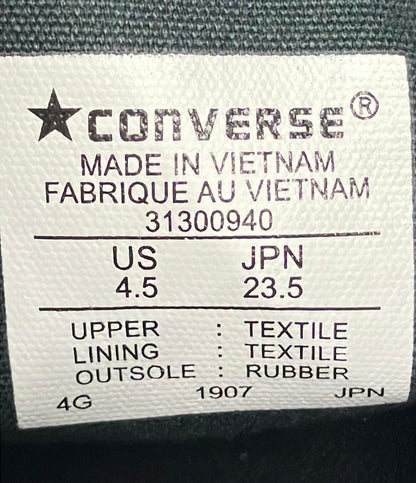 ★CONVERSE®
MADE IN VIETNAM
FABRIQUE AU VIETNAM
31300940
US JPN
4.5 23.5
UPPER : TEXTILE
LINING : TEXTILE
OUTSOLE : RUBBER
4G 1907 JPN